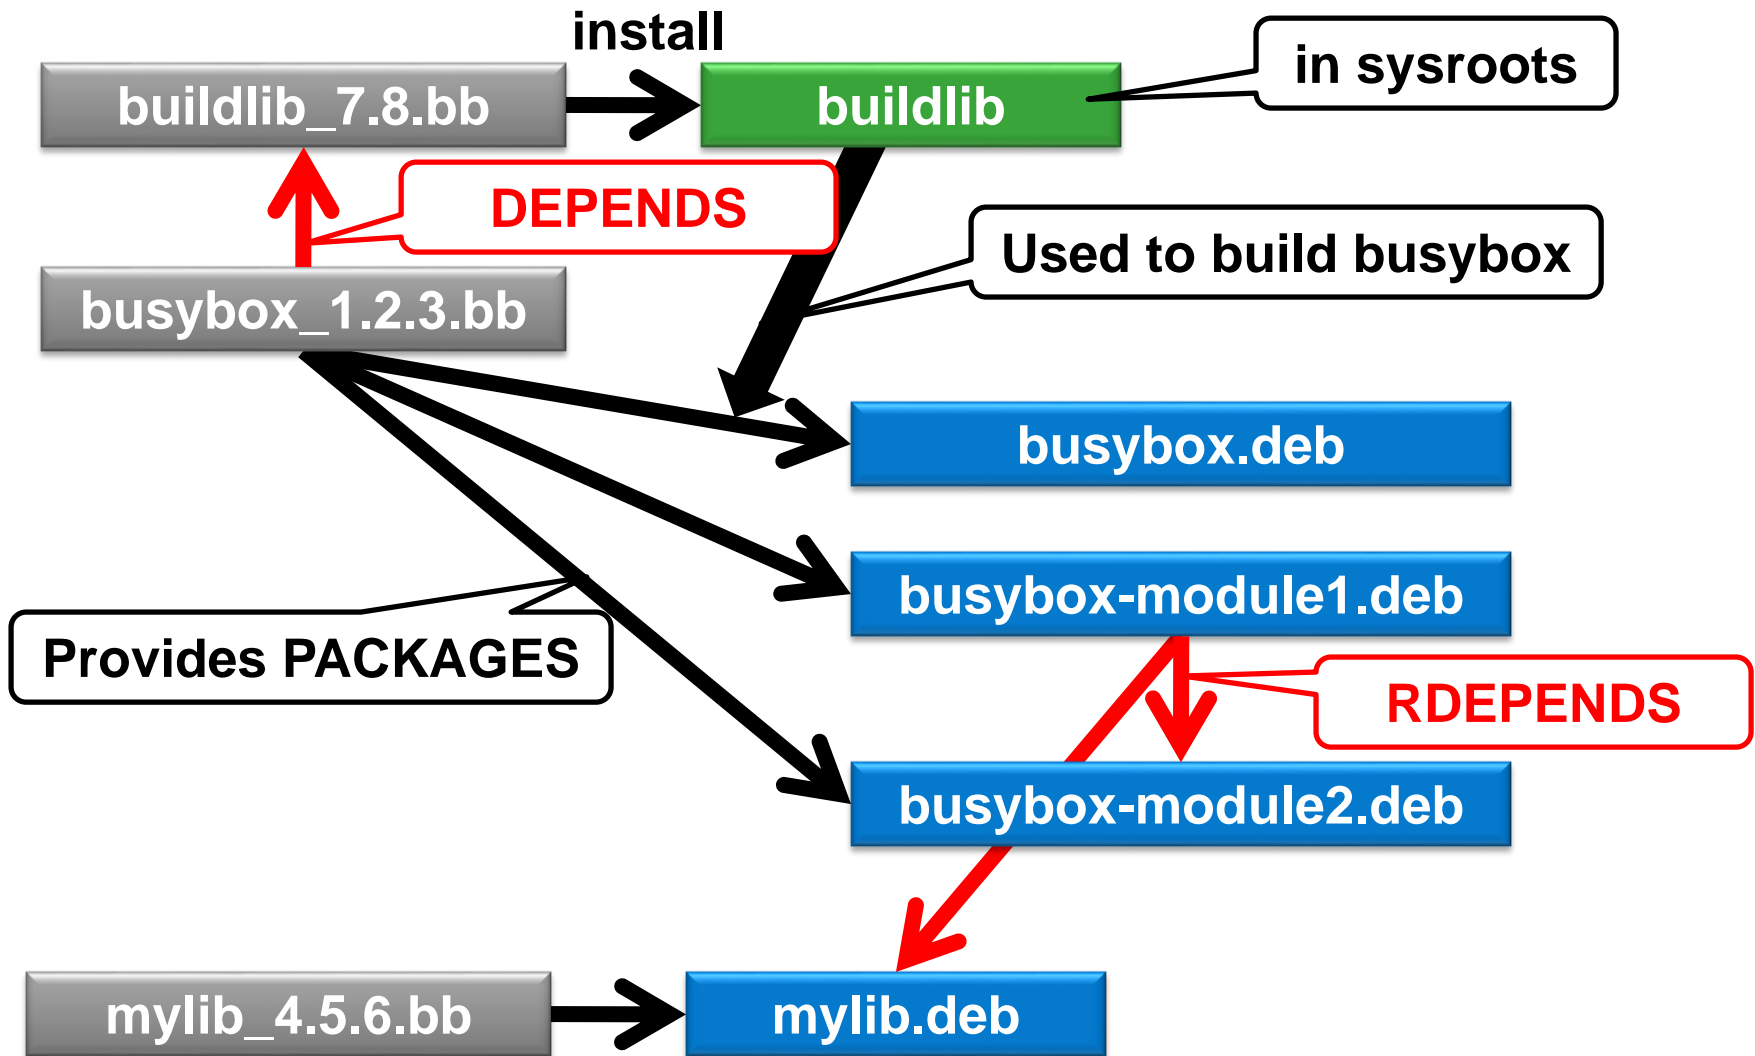 install
in sysroots
buildlib_7.8.bb
buildlib
DEPENDS
Used to build busybox
busybox_1.2.3.bb
busybox.deb
busybox-module1.deb
Provides PACKAGES
RDEPENDS
busybox-module2.deb
mylib_4.5.6.bb
mylib.deb